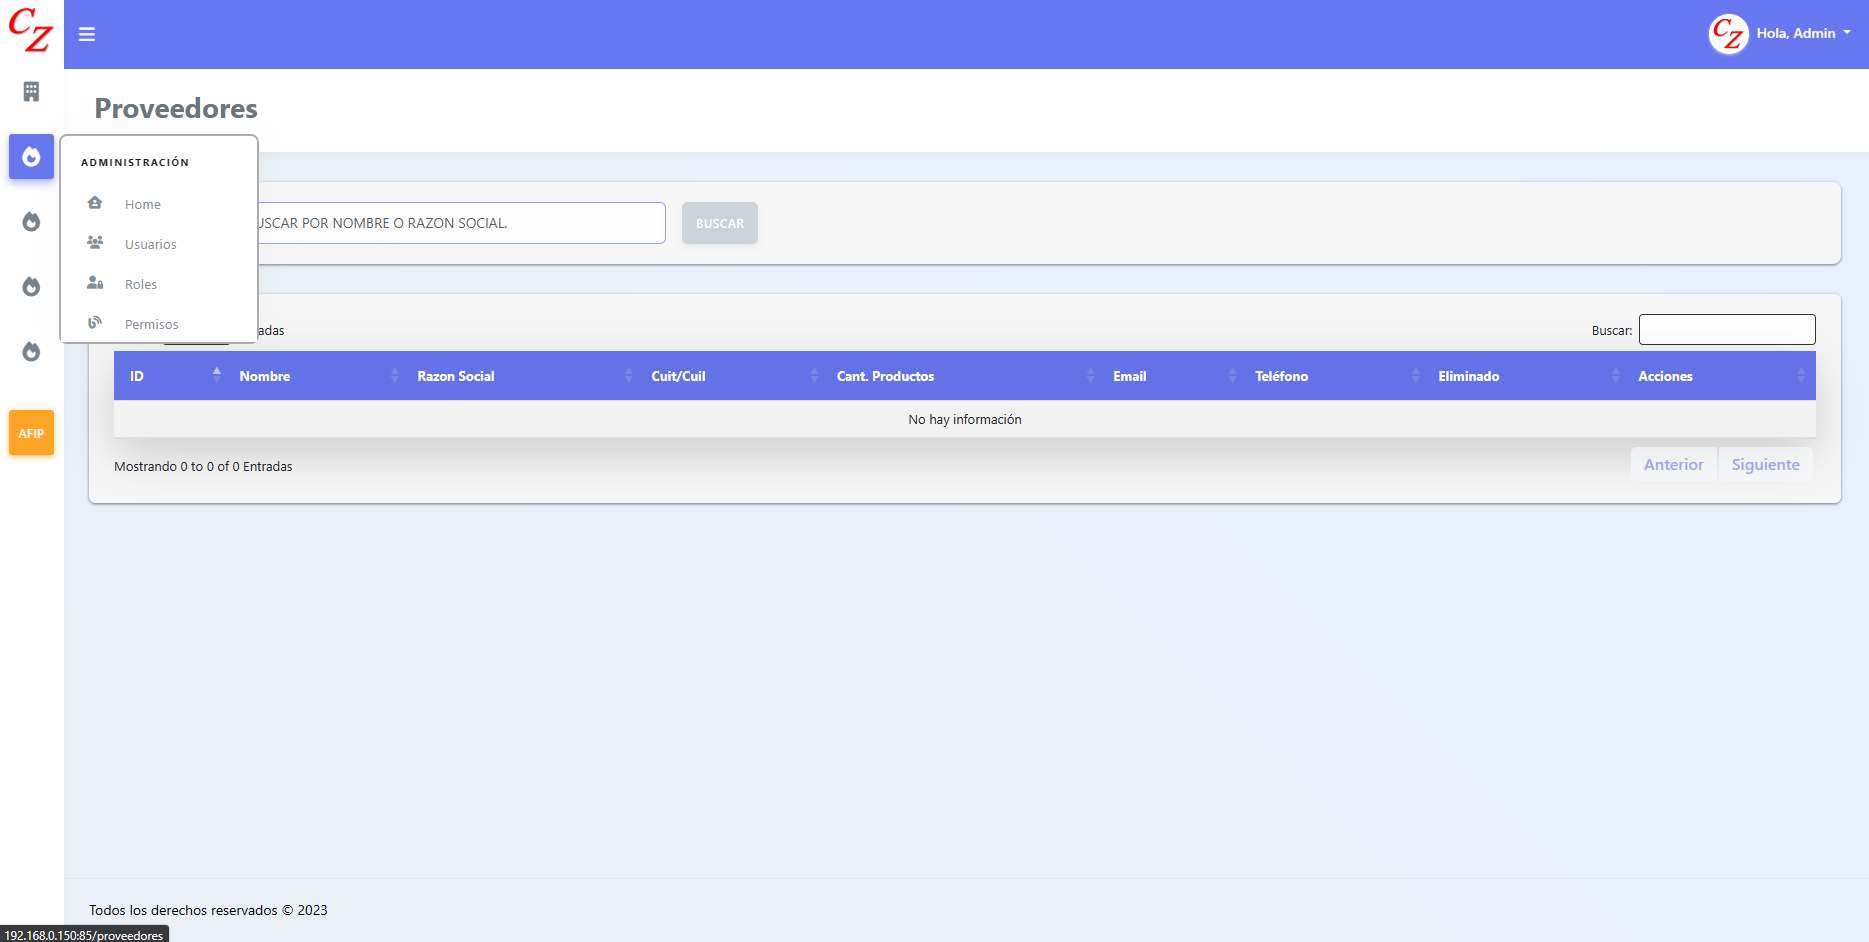 CZ
CZ Hola, Admin
Proveedores
ADMINISTRACIÓN
Home
Usuarios
Roles
Permisos
USCAR POR NOMBRE O RAZON SOCIAL.
BUSCAR
adas
Buscar:
ID Nombre Razon Social Cuit/Cuil Cant. Productos Email Teléfono Eliminado Acciones
No hay información
AFIP
Mostrando 0 to 0 of 0 Entradas
Anterior Siguiente
Todos los derechos reservados © 2023
192.168.0.150:85/proveedores